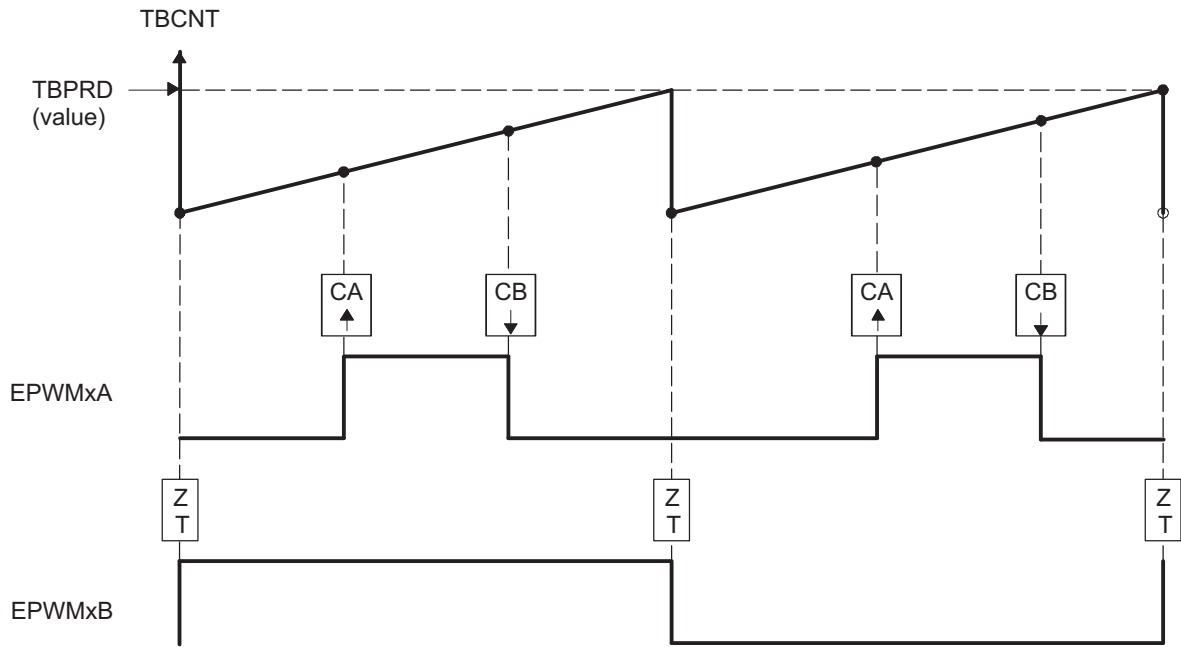 TBCNT
TBPRD
(value)
CA
CB
CA
CB
EPWMxA
Z
T
Z
T
Z
T
EPWMxB